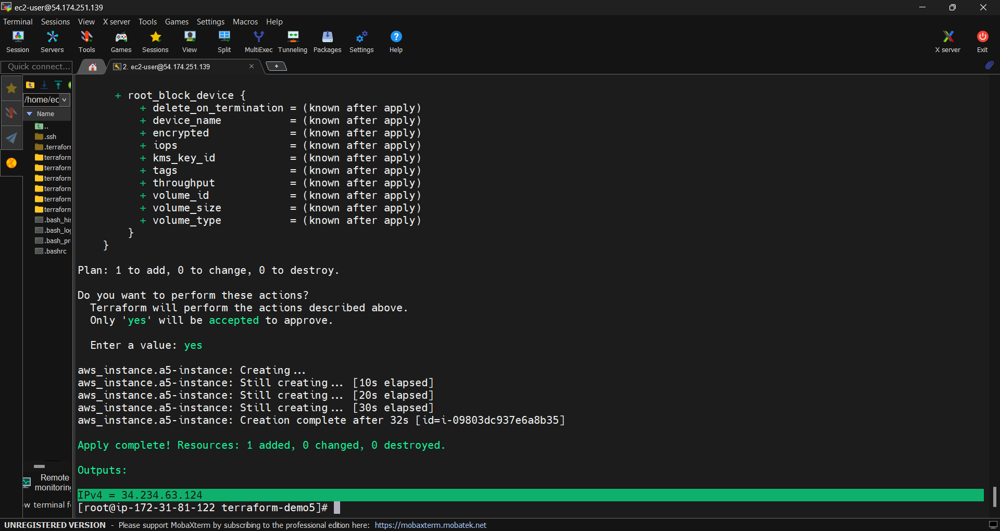 ec2-user@54.174.251.139
Terminal Sessions View X server Tools Games Settings Macros Help
Session Servers Tools Games Sessions View Split MultiExec Tunneling Packages Settings Help X server Exit
Quick connect...
2. ec2-user@54.174.251.139
/home/ec
Name
..
.ssh
.terraform
terraform
terraform
terraform
terraform
terraform
terraform
.bash_his
.bash_log
.bash_pr
.bashrc
Remote
monitoring
w terminal f
+ root_block_device {
+ delete_on_termination = (known after apply)
+ device_name = (known after apply)
+ encrypted = (known after apply)
+ iops = (known after apply)
+ kms_key_id = (known after apply)
+ tags = (known after apply)
+ throughput = (known after apply)
+ volume_id = (known after apply)
+ volume_size = (known after apply)
+ volume_type = (known after apply)
}
}
Plan: 1 to add, 0 to change, 0 to destroy.
Do you want to perform these actions?
Terraform will perform the actions described above.
Only 'yes' will be accepted to approve.
Enter a value: yes
aws_instance.a5-instance: Creating...
aws_instance.a5-instance: Still creating... [10s elapsed]
aws_instance.a5-instance: Still creating... [20s elapsed]
aws_instance.a5-instance: Still creating... [30s elapsed]
aws_instance.a5-instance: Creation complete after 32s [id=i-09803dc937e6a8b35]
Apply complete! Resources: 1 added, 0 changed, 0 destroyed.
Outputs:
IPv4 = 34.234.63.124
[root@ip-172-31-81-122 terraform-demo5]#
UNREGISTERED VERSION - Please support MobaXterm by subscribing to the professional edition here: https://mobaxterm.mobatek.net